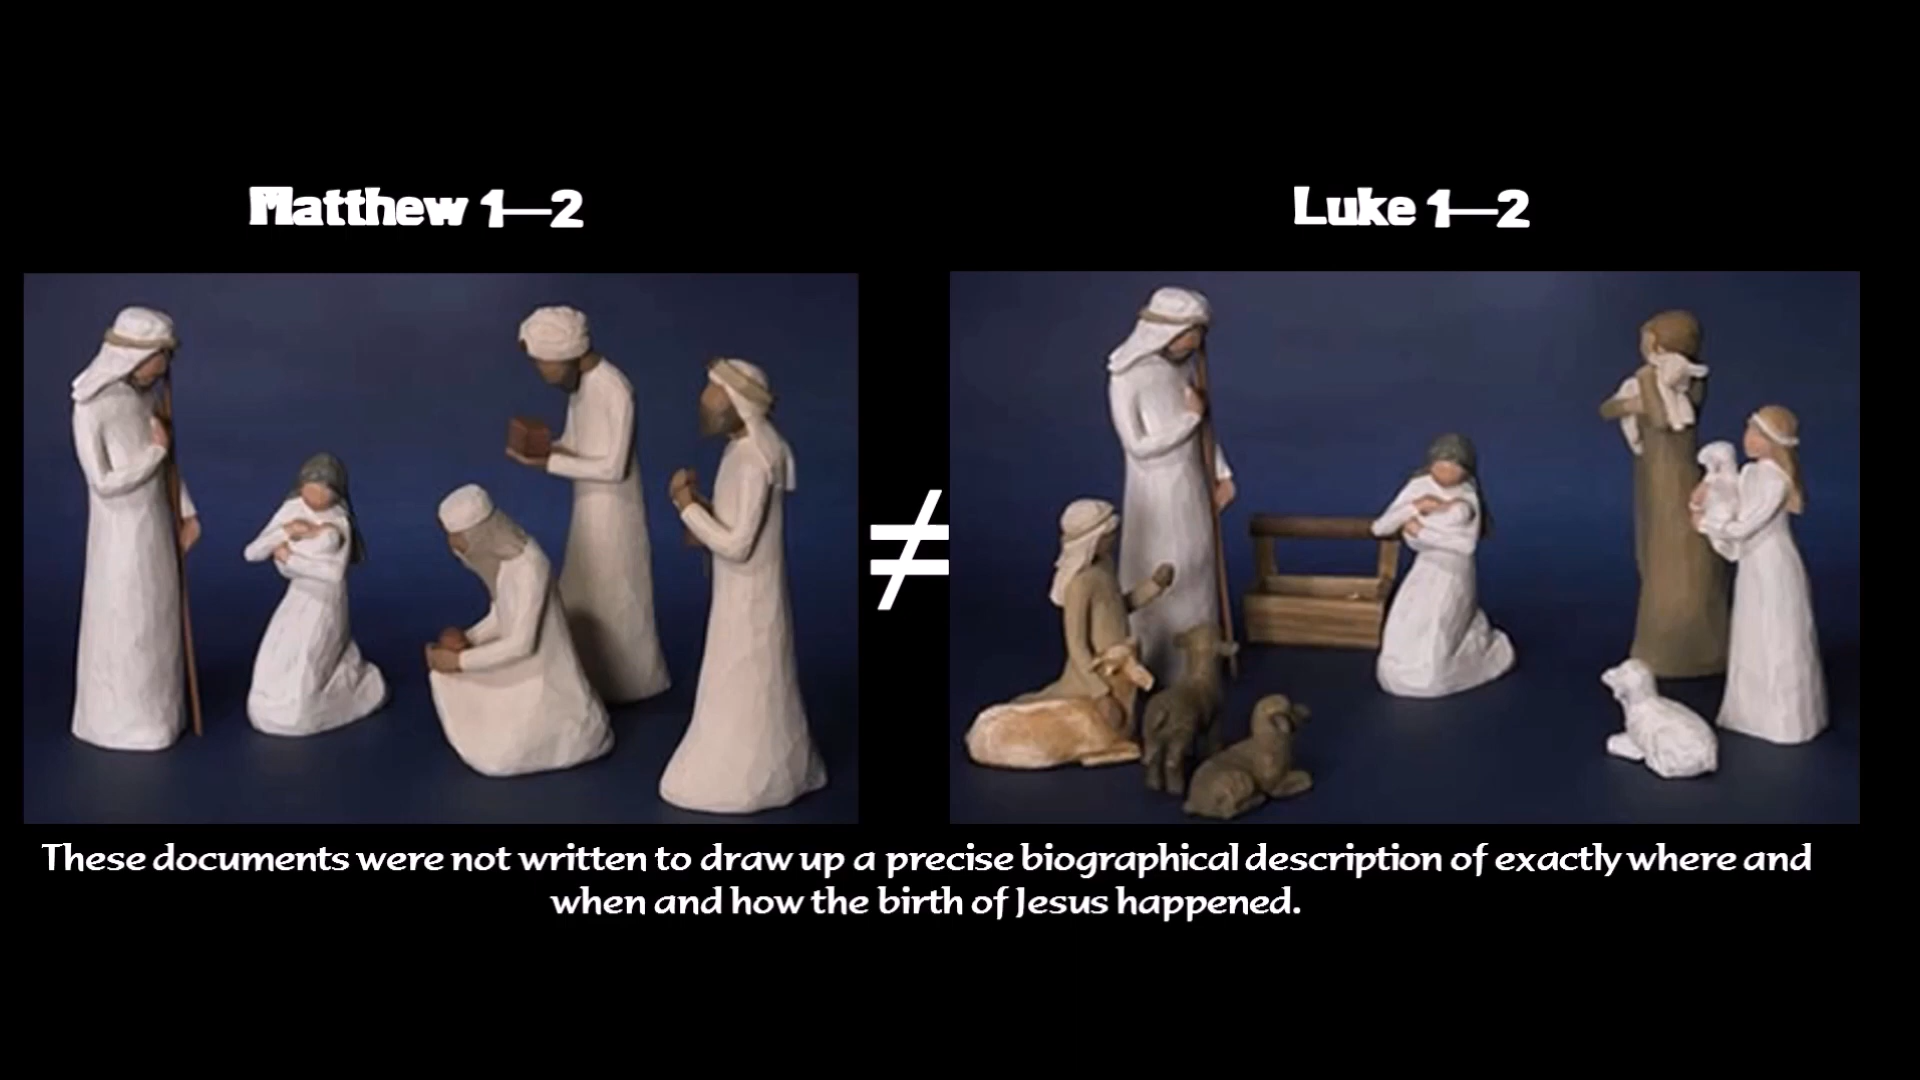 Matthew 1—2
Luke 1—2
≠
These documents were not written to draw up a precise biographical description of exactly where and
when and how the birth of Jesus happened.